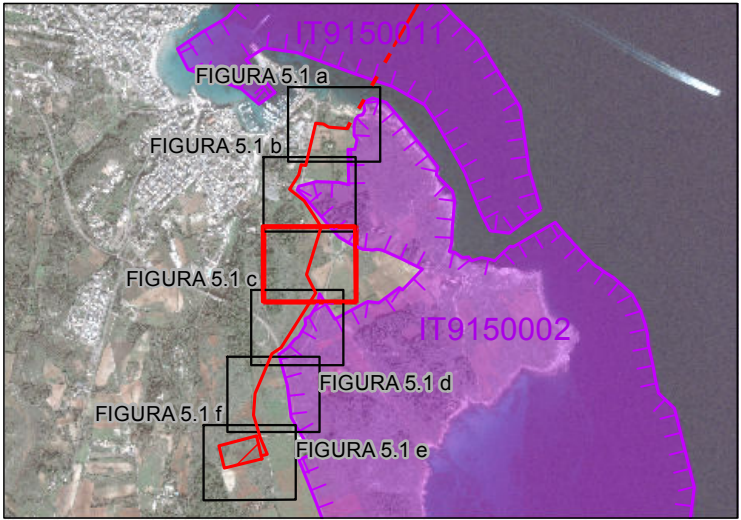 IT9150011
FIGURA 5.1 a
FIGURA 5.1 b
FIGURA 5.1 c
IT9150002
FIGURA 5.1 d
FIGURA 5.1 f
FIGURA 5.1 e